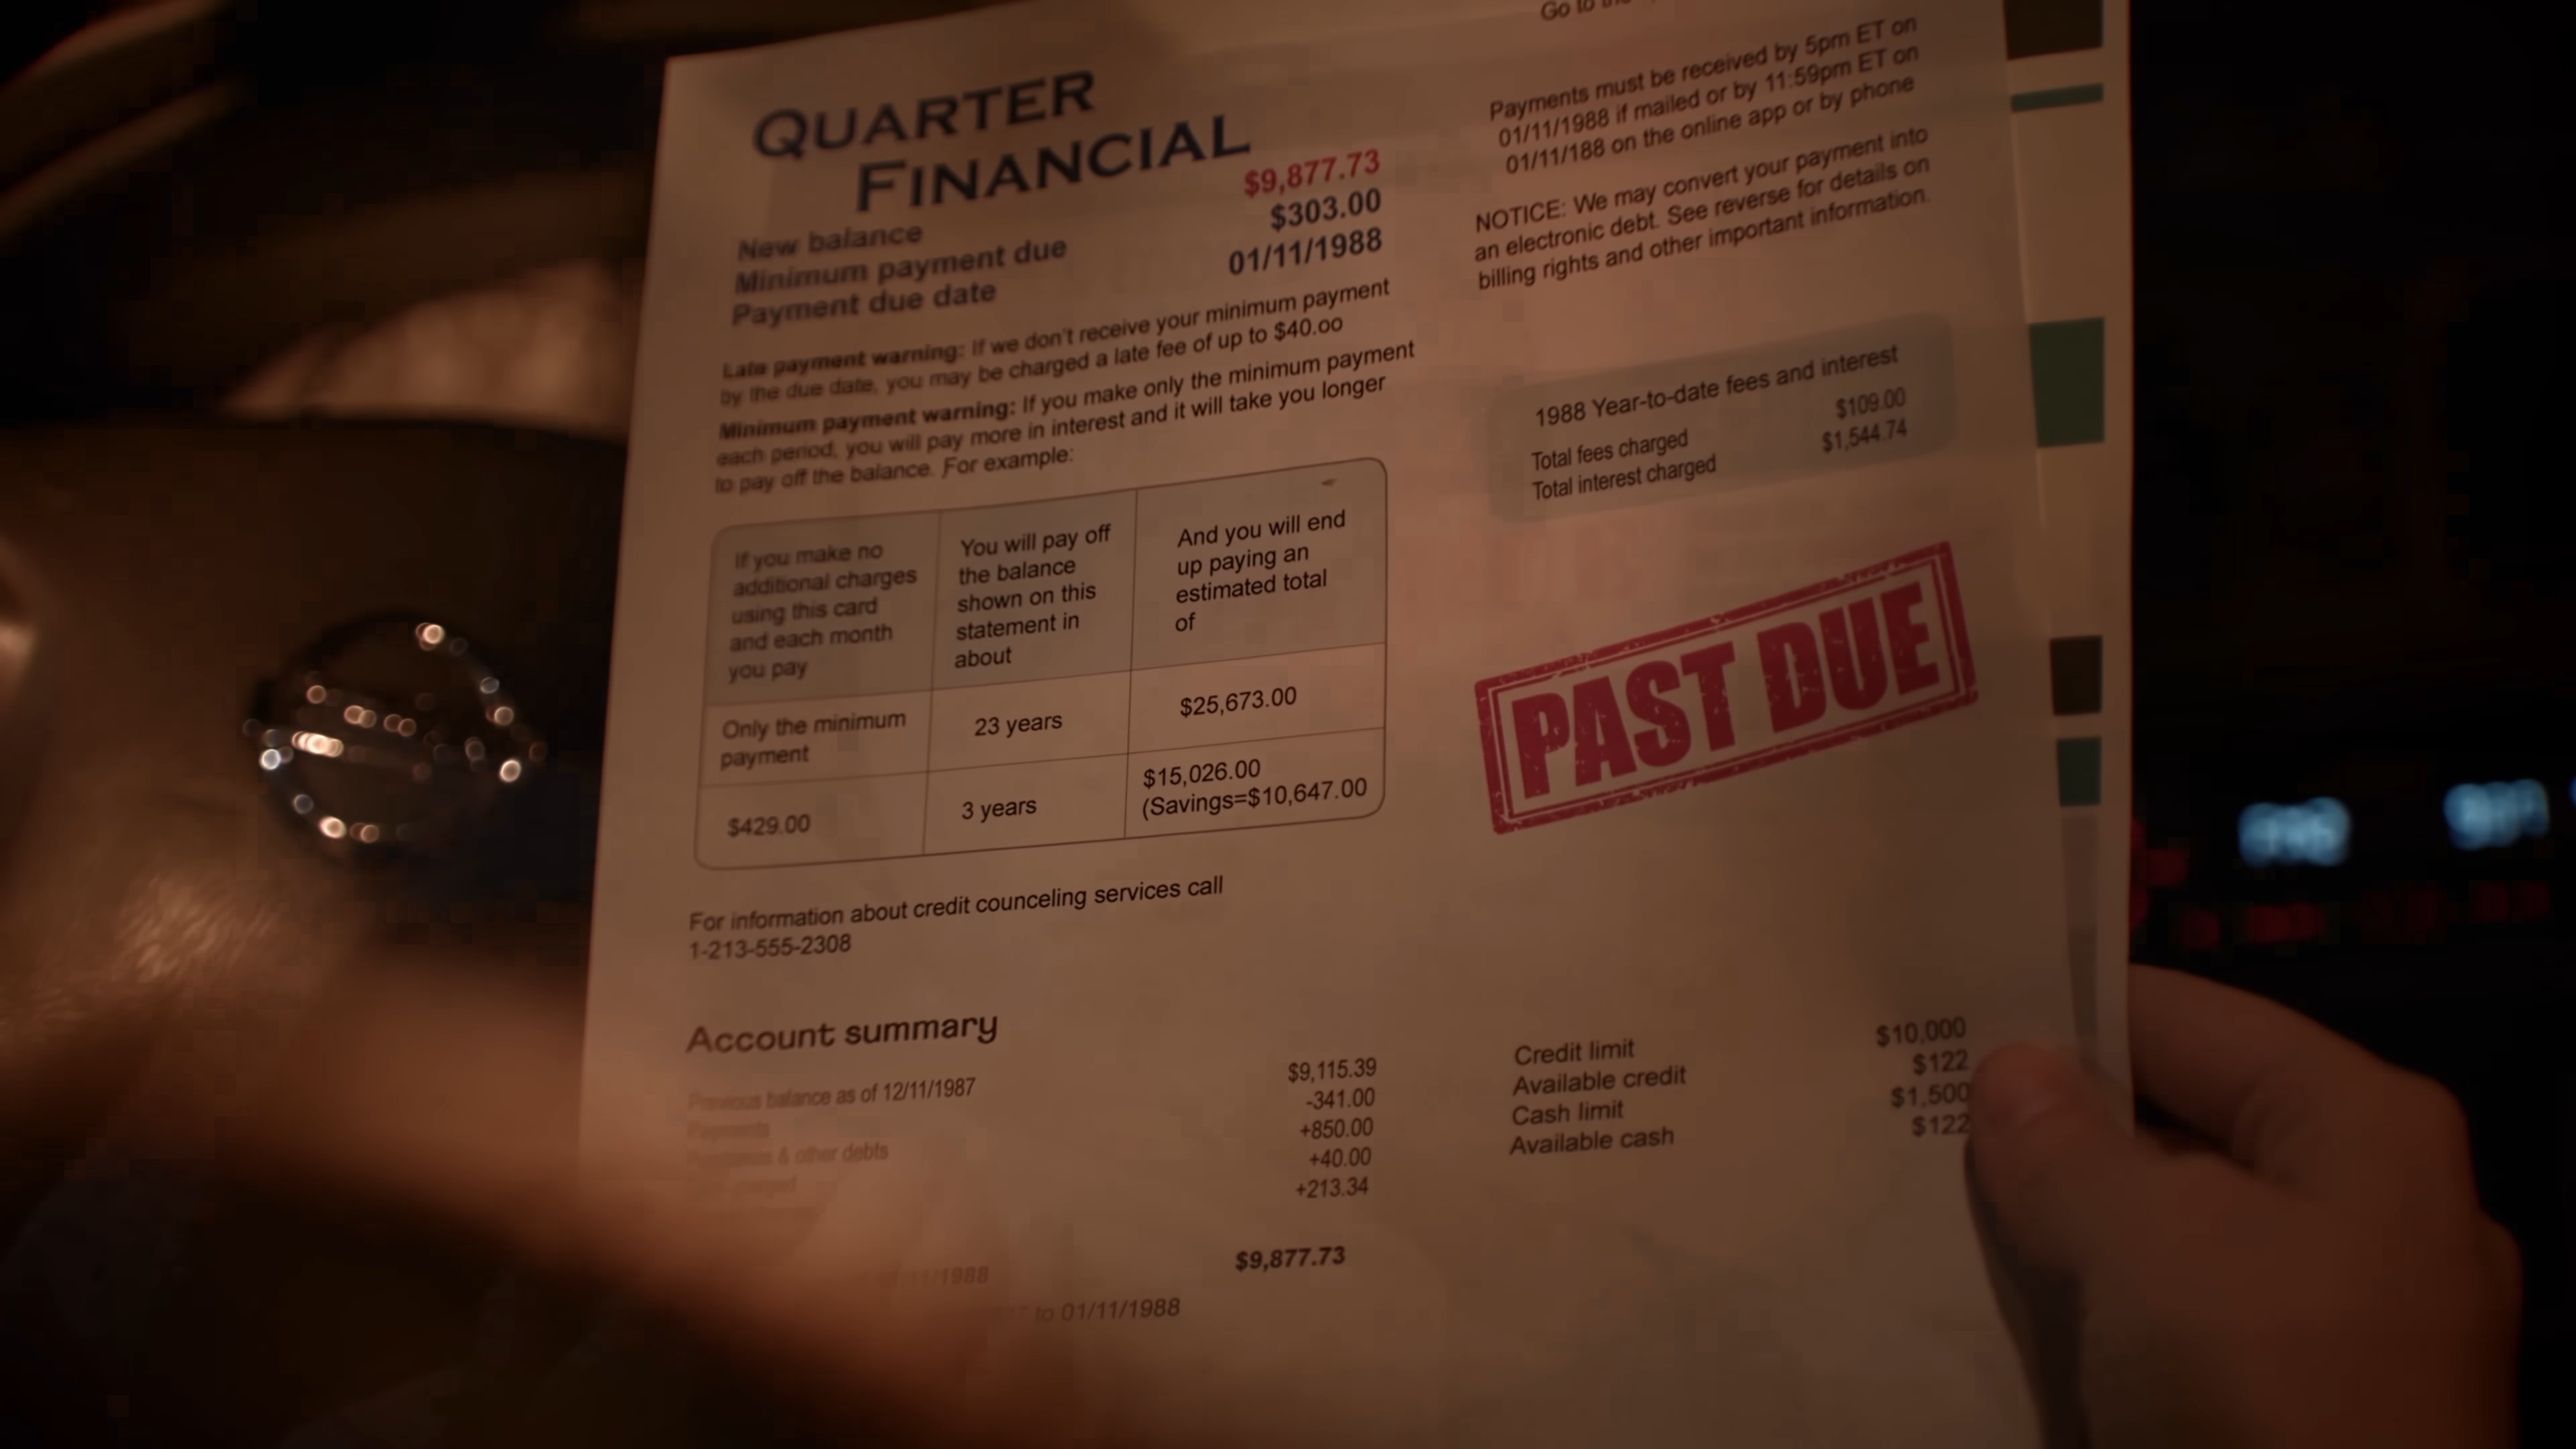 Go to the
QUARTER
FINANCIAL
New balance $9,877.73
Minimum payment due $303.00
Payment due date 01/11/1988
Late payment warning: If we don't receive your minimum payment
by the due date, you may be charged a late fee of up to $40.oo
Minimum payment warning: If you make only the minimum payment
each period, you will pay more in interest and it will take you longer
to pay off the balance. For example:
If you make no
additional charges
using this card
and each month
you pay
You will pay off
the balance
shown on this
statement in
about
And you will end
up paying an
estimated total
of
Only the minimum
payment
23 years
$25,673.00
$429.00
3 years
$15,026.00
(Savings=$10,647.00
For information about credit counceling services call
1-213-555-2308
Payments must be received by 5pm ET on
01/11/1988 if mailed or by 11:59pm ET on
01/11/188 on the online app or by phone
NOTICE: We may convert your payment into
an electronic debt. See reverse for details on
billing rights and other important information.
1988 Year-to-date fees and interest
Total fees charged $109.00
Total interest charged $1,544.74
PAST DUE
Account summary
Previous balance as of 12/11/1987 $9,115.39
Payments -341.00
& other debts +850.00
+40.00
+213.34
/1988 $9,877.73
to 01/11/1988
Credit limit $10,000
Available credit $122
Cash limit $1,500
Available cash $122